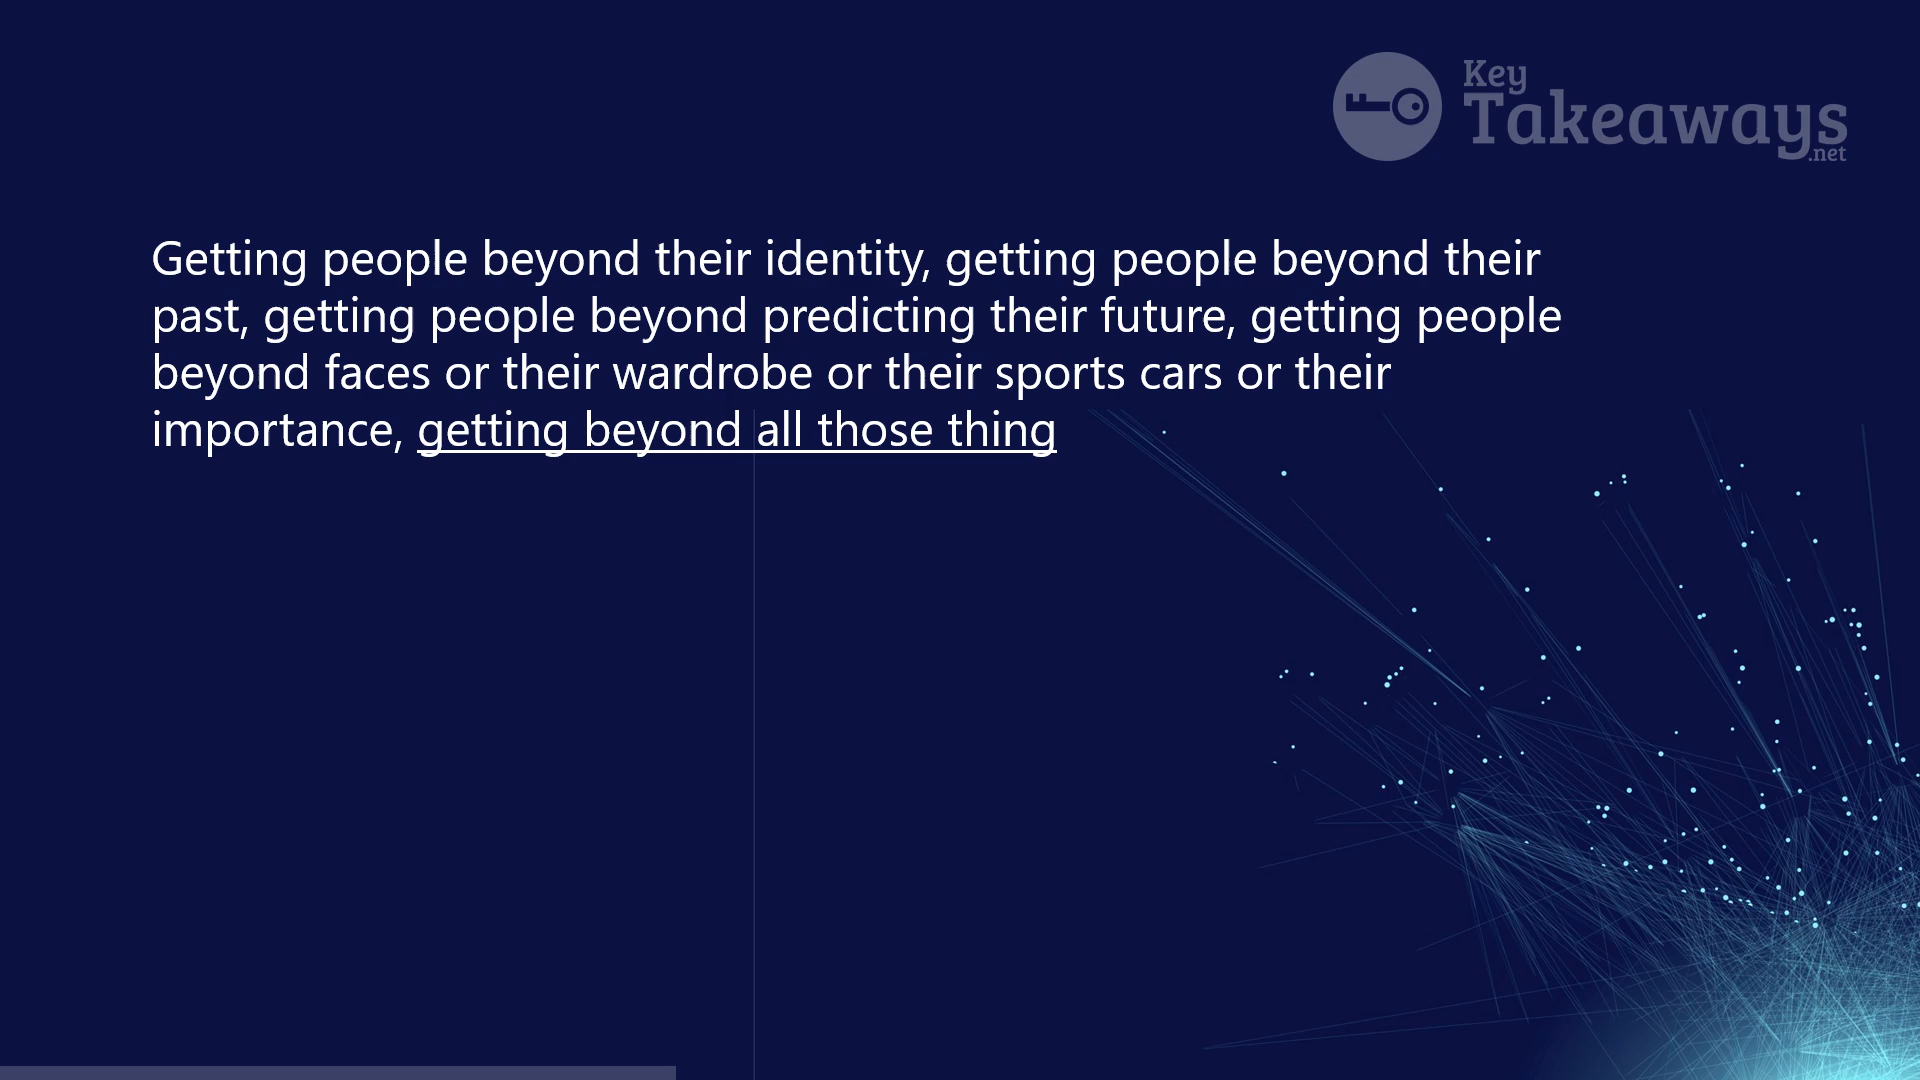 Key
Takeaways
.net
Getting people beyond their identity, getting people beyond their
past, getting people beyond predicting their future, getting people
beyond faces or their wardrobe or their sports cars or their
importance, getting beyond all those thing